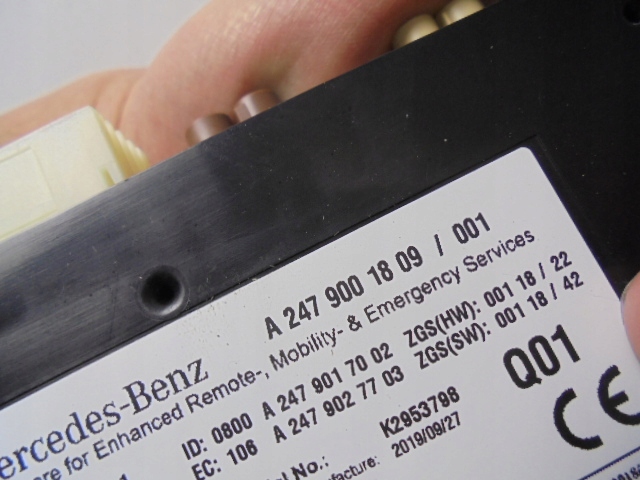 A 247 900 18 09 / 001
ercedes-Benz
for Enhanced Remote-, Mobility- & Emergency Services
ID: 0800 A 247 901 70 02 ZGS(HW): 001 18 / 22
EC: 106 A 247 902 77 03 ZGS(SW): 001 18 / 42
Q01
No.: K2953798
2019/09/27
CE